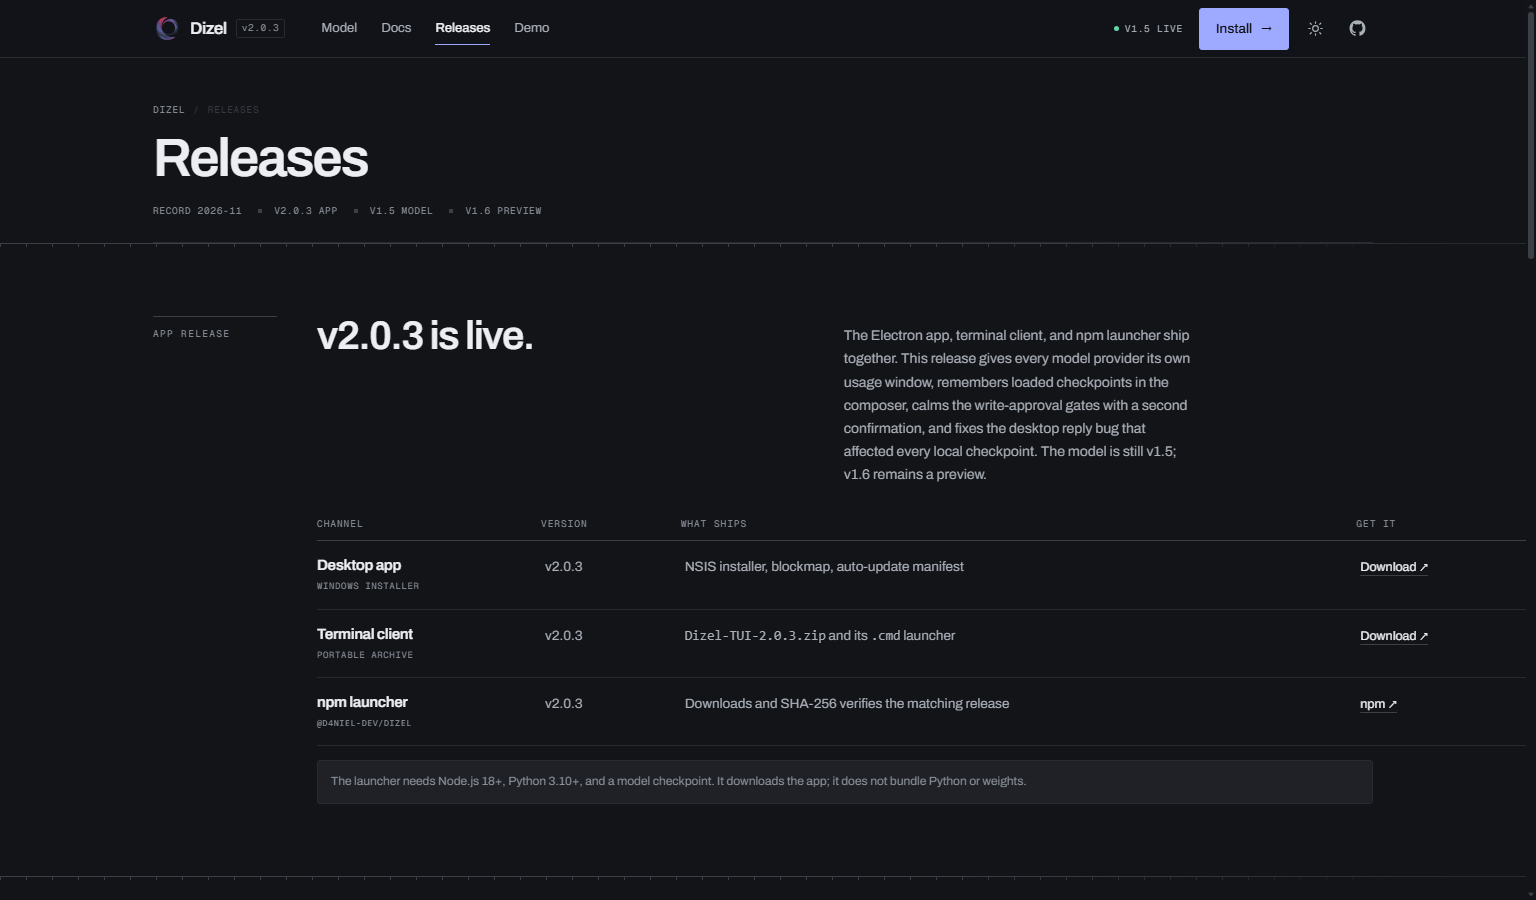 Dizel v2.0.3 Model Docs Releases Demo V1.5 LIVE Install →
DIZEL / RELEASES
Releases
RECORD 2026-11 V2.0.3 APP V1.5 MODEL V1.6 PREVIEW
APP RELEASE
v2.0.3 is live.
The Electron app, terminal client, and npm launcher ship
together. This release gives every model provider its own
usage window, remembers loaded checkpoints in the
composer, calms the write-approval gates with a second
confirmation, and fixes the desktop reply bug that
affected every local checkpoint. The model is still v1.5;
v1.6 remains a preview.
CHANNEL VERSION WHAT SHIPS GET IT
Desktop app v2.0.3 NSIS installer, blockmap, auto-update manifest Download ↗
WINDOWS INSTALLER
Terminal client v2.0.3 Dizel-TUI-2.0.3.zip and its .cmd launcher Download ↗
PORTABLE ARCHIVE
npm launcher v2.0.3 Downloads and SHA-256 verifies the matching release npm ↗
@D4NIEL-DEV/DIZEL
The launcher needs Node.js 18+, Python 3.10+, and a model checkpoint. It downloads the app; it does not bundle Python or weights.